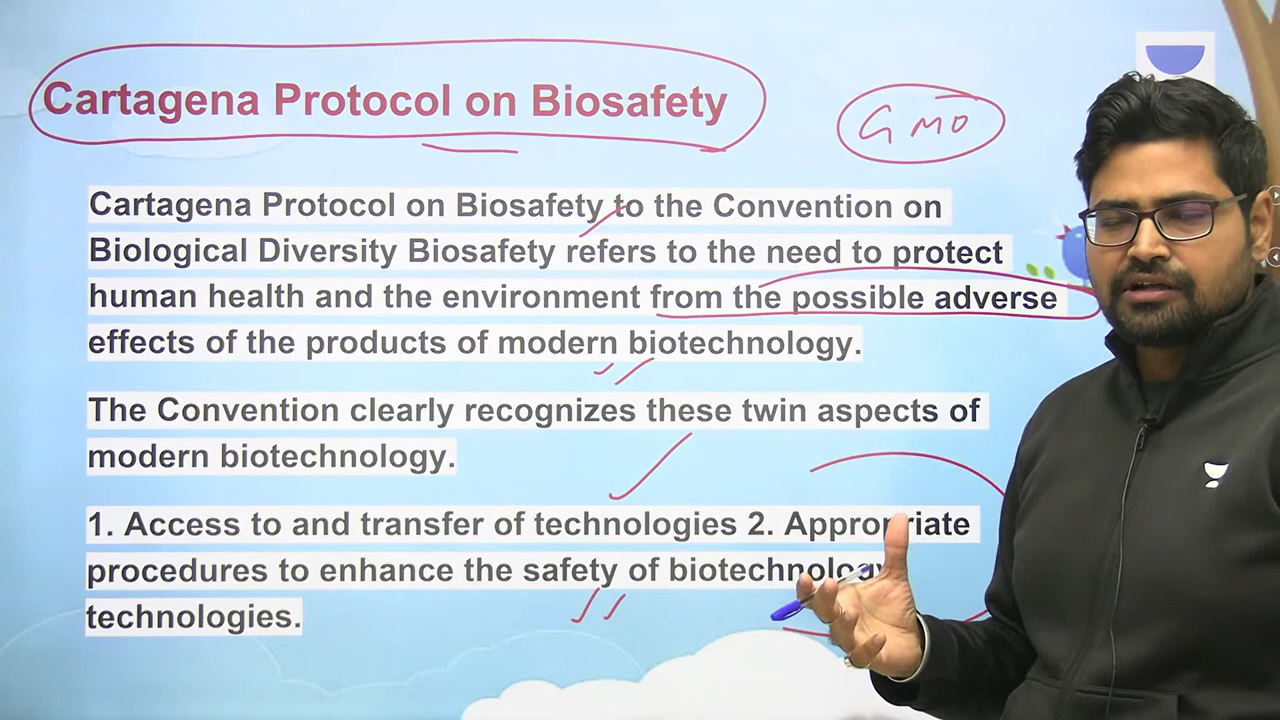 Cartagena Protocol on Biosafety
GMO
Cartagena Protocol on Biosafety to the Convention on
Biological Diversity Biosafety refers to the need to protect
human health and the environment from the possible adverse
effects of the products of modern biotechnology.
The Convention clearly recognizes these twin aspects of
modern biotechnology.
1. Access to and transfer of technologies 2. Appropriate
procedures to enhance the safety of biotechnology
technologies.